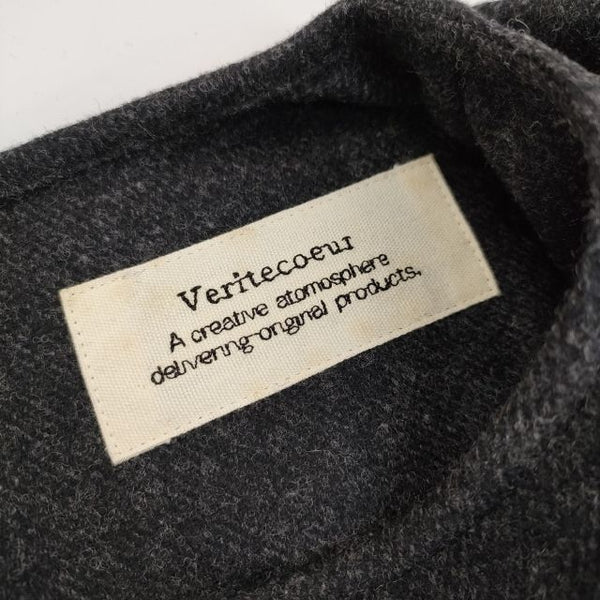 Veritecoeur
A creative atomosphere
delivering original products.